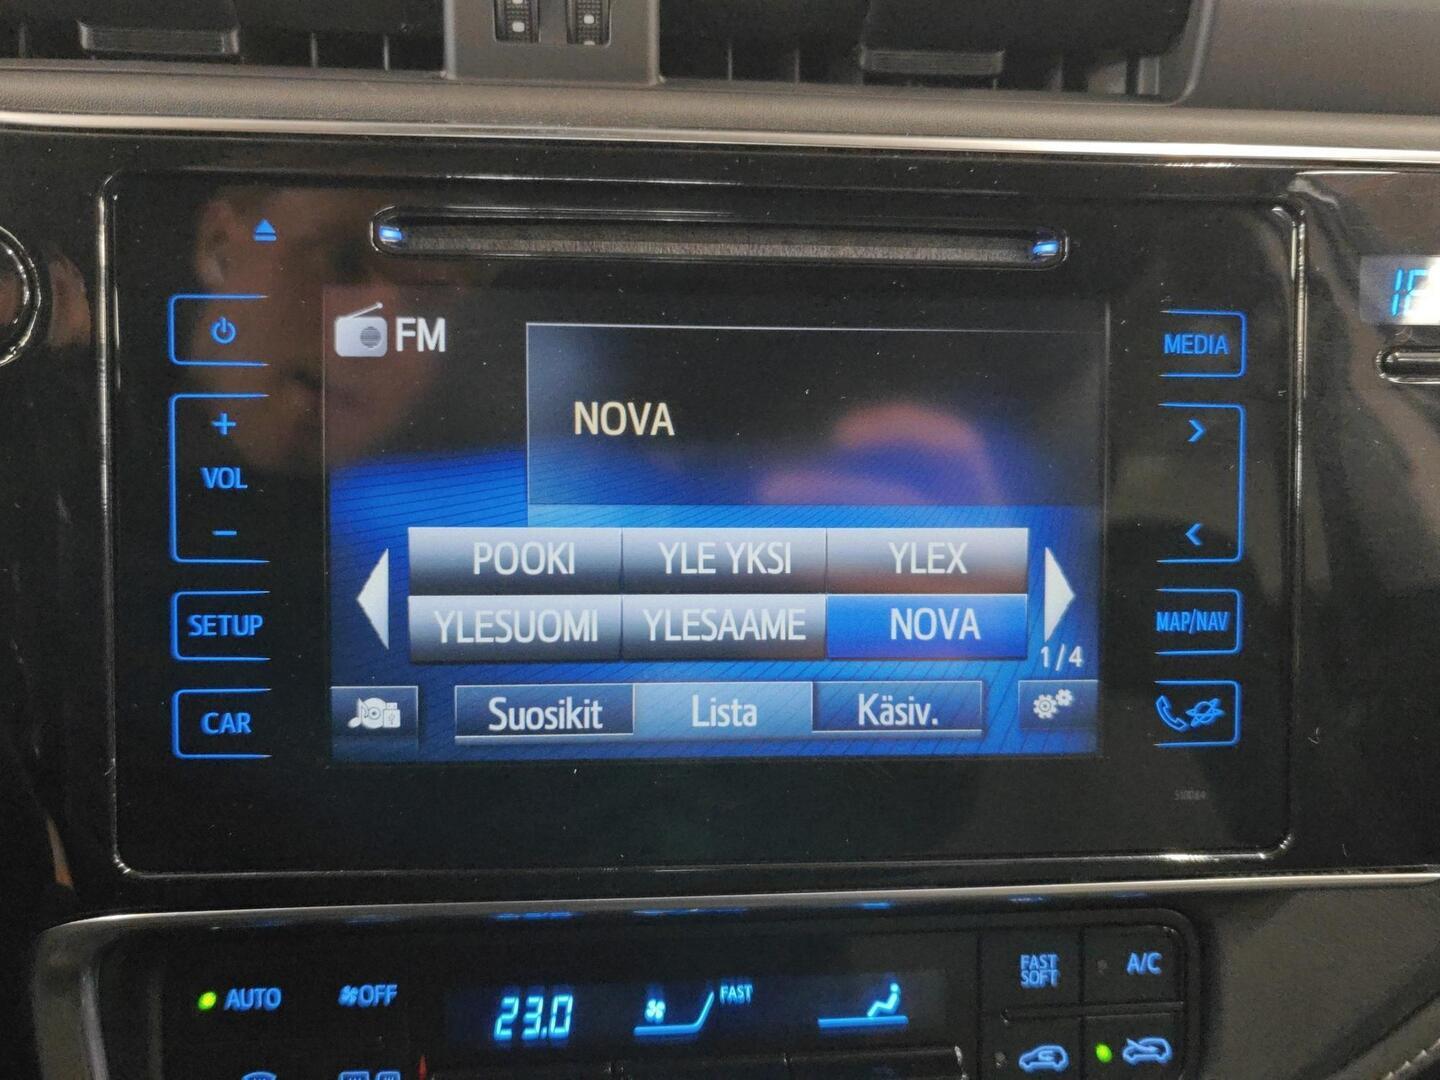 FM
MEDIA
+
NOVA
VOL
-
POOKI YLE YKSI YLEX
YLESUOMI YLESAAME NOVA
SETUP
MAP/NAV
1/4
CAR
Suosikit Lista Käsiv.
AUTO
OFF
23.0
FAST
FAST
SOFT
A/C